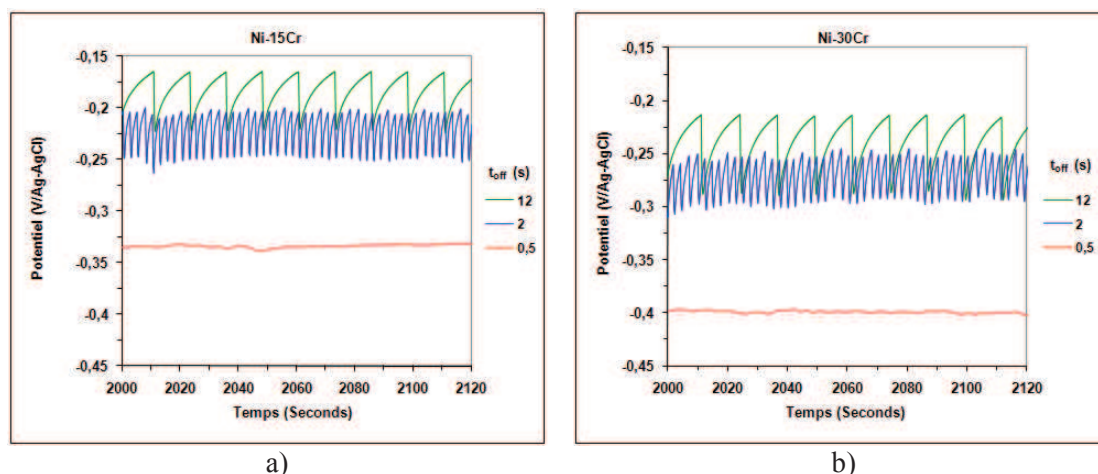 Ni-15Cr
-0,15
-0,2
-0,25
-0,3
-0,35
-0,4
-0,45
Potentiel (V/Ag-AgCl)
2000 2020 2040 2060 2080 2100 2120
Temps (Seconds)
t_off (s)
12
2
0,5
a)
Ni-30Cr
-0,15
-0,2
-0,25
-0,3
-0,35
-0,4
-0,45
Potentiel (V/Ag-AgCl)
2000 2020 2040 2060 2080 2100 2120
Temps (Seconds)
t_off (s)
12
2
0,5
b)